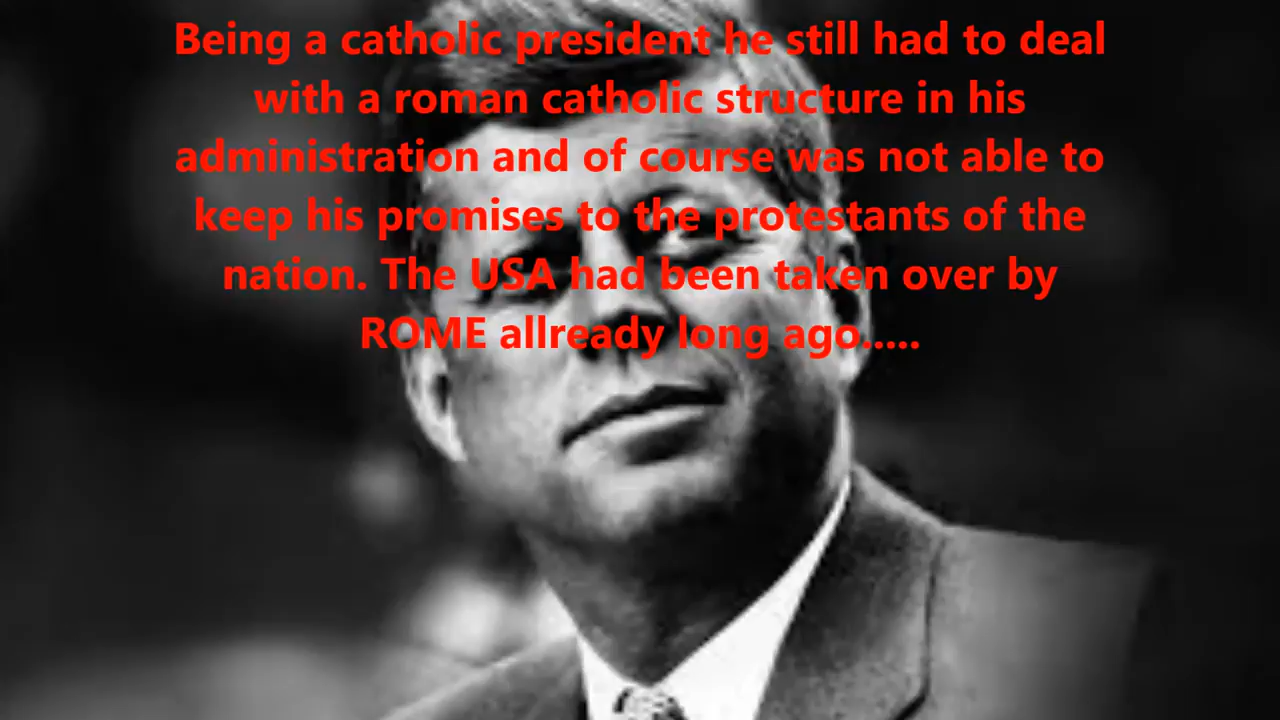 Being a catholic president he still had to deal
with a roman catholic structure in his
administration and of course was not able to
keep his promises to the protestants of the
nation. The USA had been taken over by
ROME allready long ago.....